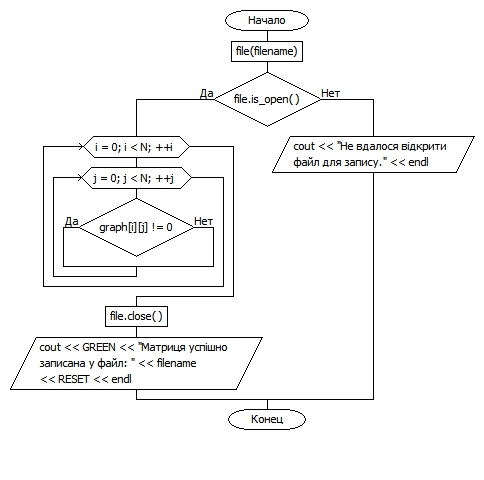 Начало
file(filename)
Да
Нет
file.is_open()
cout << "Не вдалося відкрити
файл для запису." << endl
i = 0; i < N; ++i
j = 0; j < N; ++j
Да
Нет
graph[i][j] != 0
file.close()
cout << GREEN << "Матриця успішно
записана у файл: " << filename
<< RESET << endl
Конец